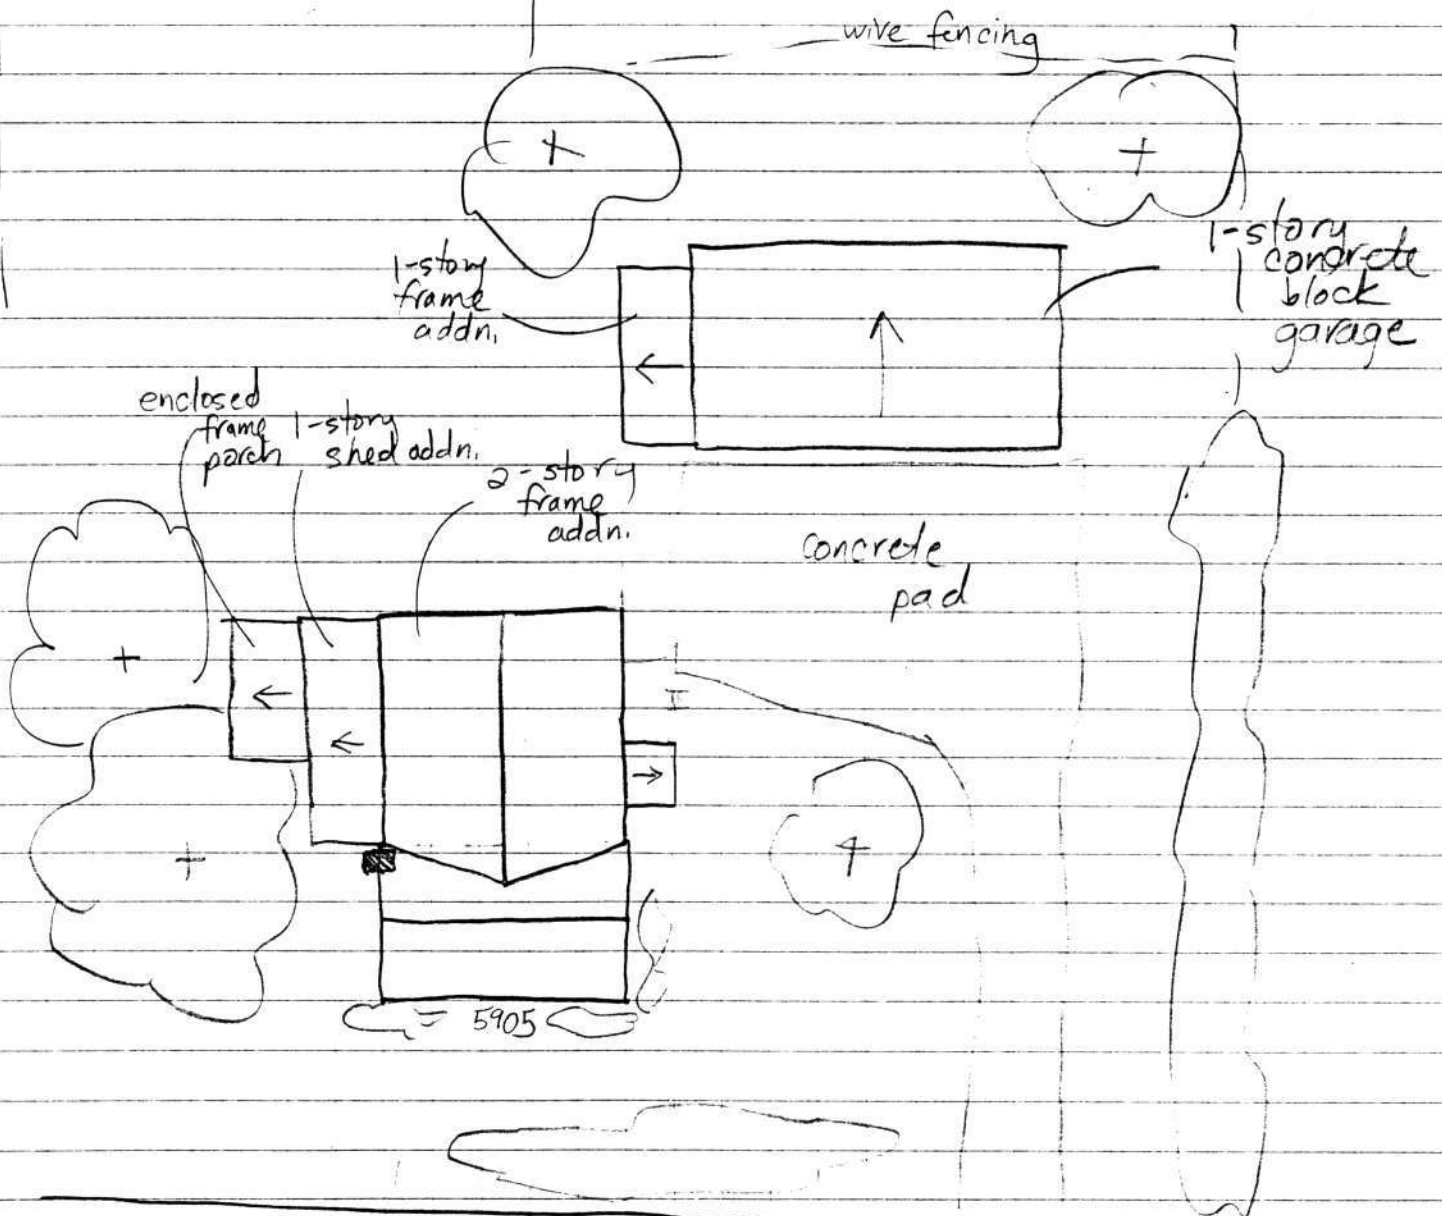 wire fencing
1-story
concrete
block
garage
1-story
frame
addn.
enclosed
frame
porch
1-story
shed addn.
2-story
frame
addn.
concrete
pad
5905